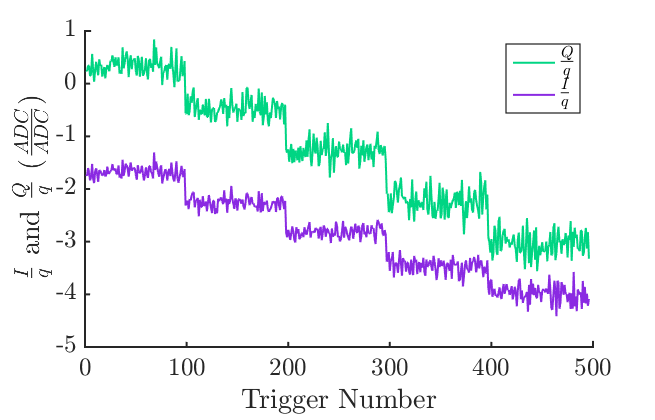 1
0
-1
-2
-3
-4
-5
0 100 200 300 400 500
Trigger Number
I/q and Q/q (ADC/ADC)
Q/q
I/q